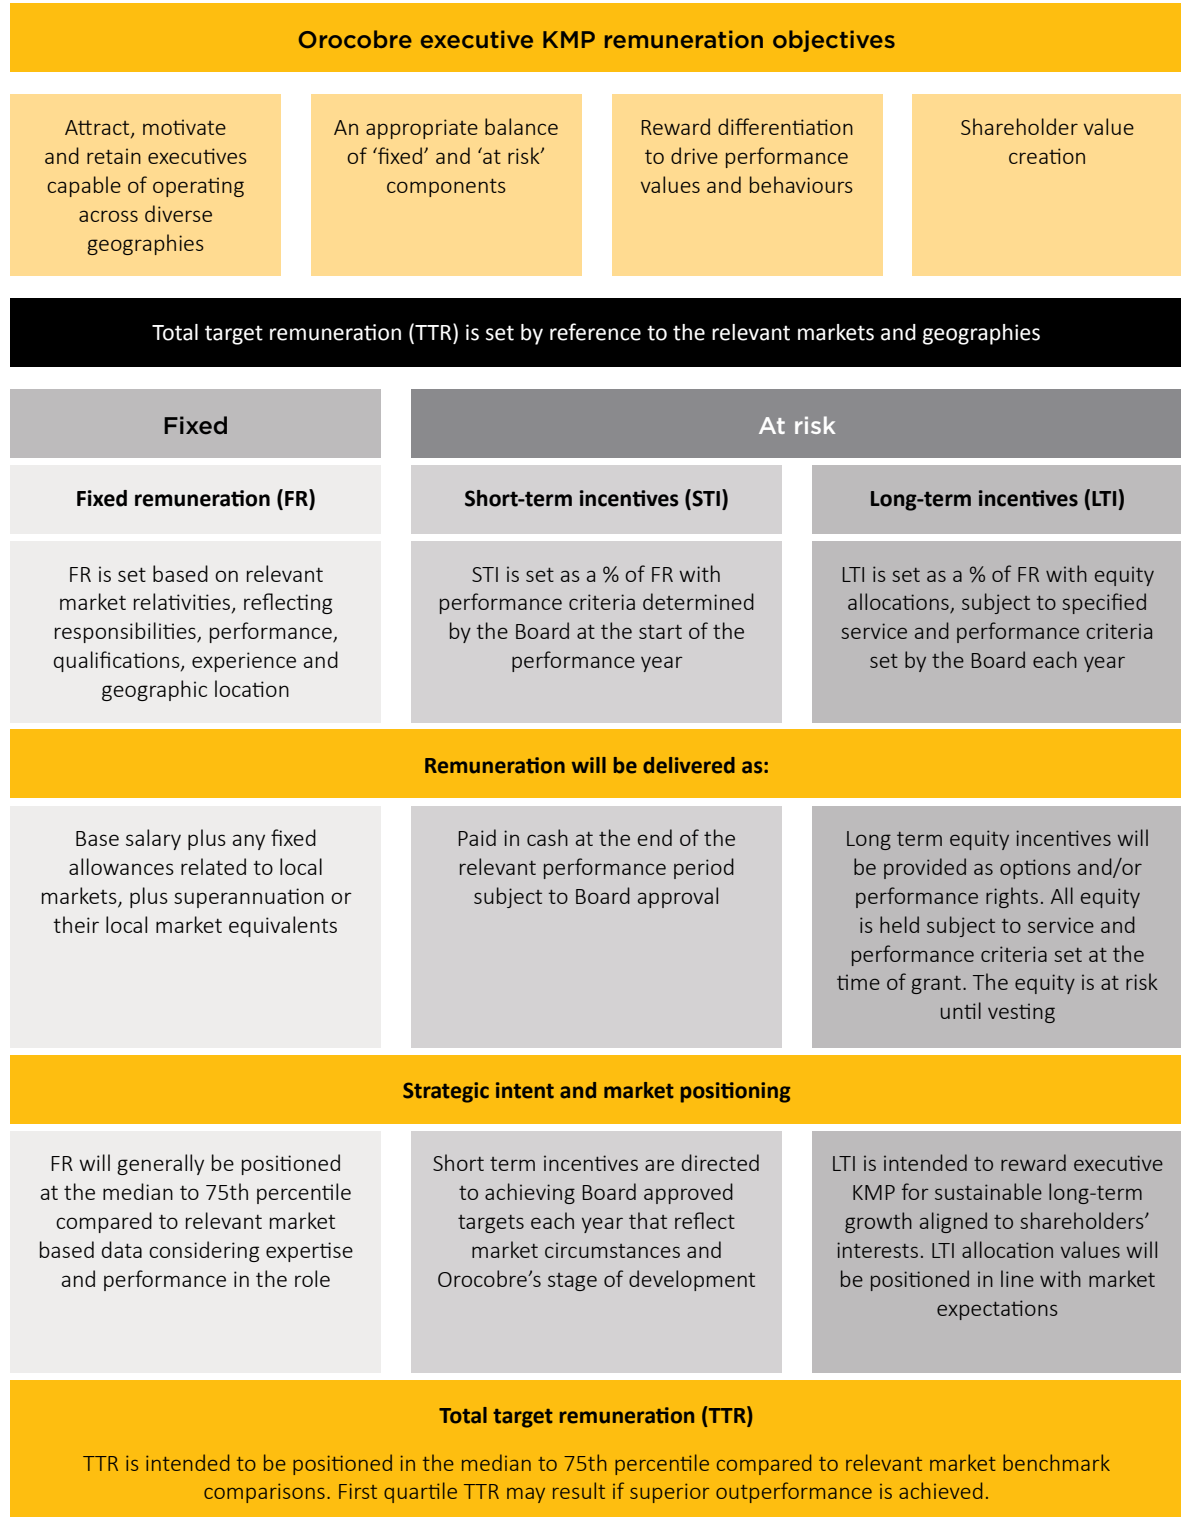 Orocobre executive KMP remuneration objectives
Attract, motivate
and retain executives
capable of operating
across diverse
geographies
An appropriate balance
of ‘fixed’ and ‘at risk’
components
Reward differentiation
to drive performance
values and behaviours
Shareholder value
creation
Total target remuneration (TTR) is set by reference to the relevant markets and geographies
Fixed
At risk
Fixed remuneration (FR)
Short-term incentives (STI)
Long-term incentives (LTI)
FR is set based on relevant
market relativities, reflecting
responsibilities, performance,
qualifications, experience and
geographic location
STI is set as a % of FR with
performance criteria determined
by the Board at the start of the
performance year
LTI is set as a % of FR with equity
allocations, subject to specified
service and performance criteria
set by the Board each year
Remuneration will be delivered as:
Base salary plus any fixed
allowances related to local
markets, plus superannuation or
their local market equivalents
Paid in cash at the end of the
relevant performance period
subject to Board approval
Long term equity incentives will
be provided as options and/or
performance rights. All equity
is held subject to service and
performance criteria set at the
time of grant. The equity is at risk
until vesting
Strategic intent and market positioning
FR will generally be positioned
at the median to 75th percentile
compared to relevant market
based data considering expertise
and performance in the role
Short term incentives are directed
to achieving Board approved
targets each year that reflect
market circumstances and
Orocobre’s stage of development
LTI is intended to reward executive
KMP for sustainable long-term
growth aligned to shareholders’
interests. LTI allocation values will
be positioned in line with market
expectations
Total target remuneration (TTR)
TTR is intended to be positioned in the median to 75th percentile compared to relevant market benchmark
comparisons. First quartile TTR may result if superior outperformance is achieved.